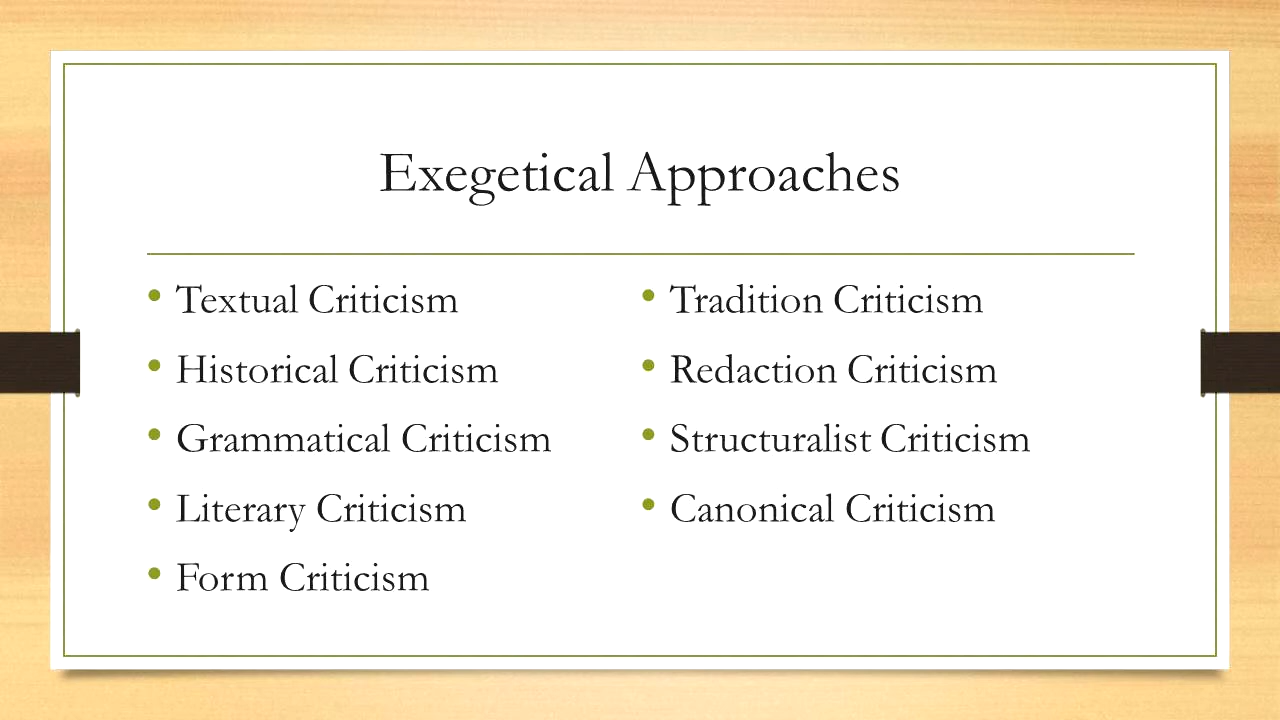 Exegetical Approaches
• Textual Criticism
• Historical Criticism
• Grammatical Criticism
• Literary Criticism
• Form Criticism
• Tradition Criticism
• Redaction Criticism
• Structuralist Criticism
• Canonical Criticism